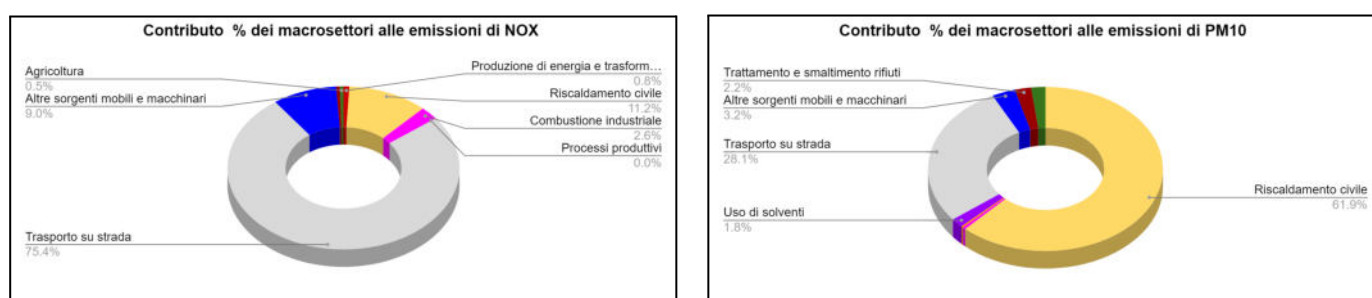 Contributo % dei macrosettori alle emissioni di NOX
Agricoltura
0.5%
Altre sorgenti mobili e macchinari
9.0%
Trasporto su strada
75.4%
Produzione di energia e trasform…
0.8%
Riscaldamento civile
11.2%
Combustione industriale
2.6%
Processi produttivi
0.0%
Contributo % dei macrosettori alle emissioni di PM10
Trattamento e smaltimento rifiuti
2.2%
Altre sorgenti mobili e macchinari
3.2%
Trasporto su strada
28.1%
Uso di solventi
1.8%
Riscaldamento civile
61.9%